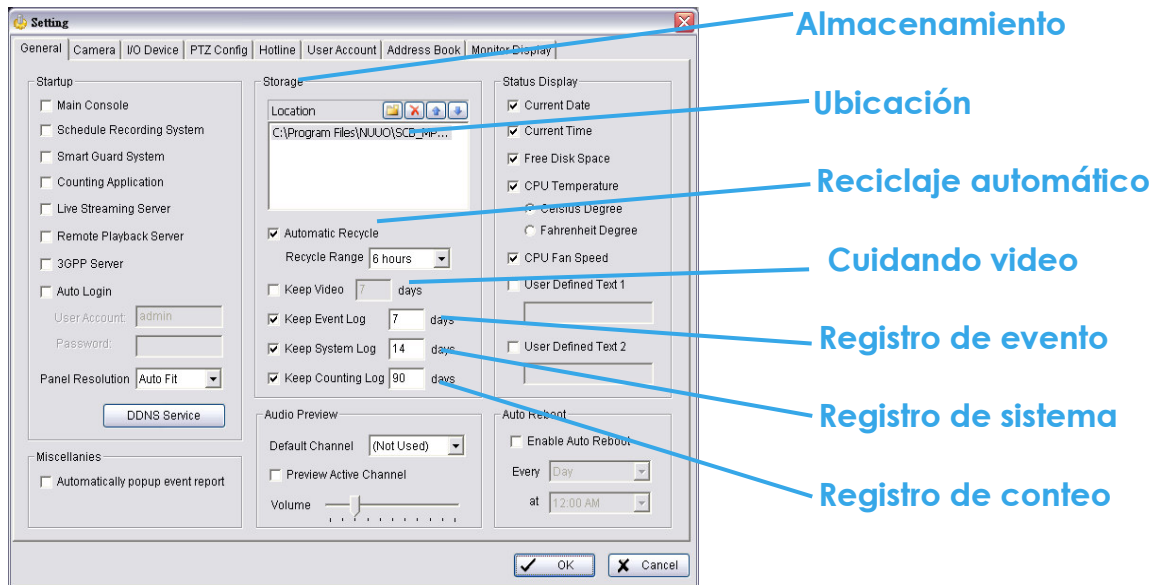 Setting
General Camera I/O Device PTZ Config Hotline User Account Address Book Monitor Display
Startup
Main Console
Schedule Recording System
Smart Guard System
Counting Application
Live Streaming Server
Remote Playback Server
3GPP Server
Auto Login
User Account: admin
Password:
Panel Resolution Auto Fit
DDNS Service
Miscellanies
Automatically popup event report
Storage
Location
C:\Program Files\NUUO\SCB_MP...
Automatic Recycle
Recycle Range 6 hours
Keep Video 7 days
Keep Event Log 7 days
Keep System Log 14 days
Keep Counting Log 90 days
Audio Preview
Default Channel (Not Used)
Preview Active Channel
Volume
Status Display
Current Date
Current Time
Free Disk Space
CPU Temperature
Celsius Degree
Fahrenheit Degree
CPU Fan Speed
User Defined Text 1
User Defined Text 2
Auto Reboot
Enable Auto Reboot
Every Day
at 12:00 AM
OK Cancel
Almacenamiento
Ubicación
Reciclaje automático
Cuidando video
Registro de evento
Registro de sistema
Registro de conteo